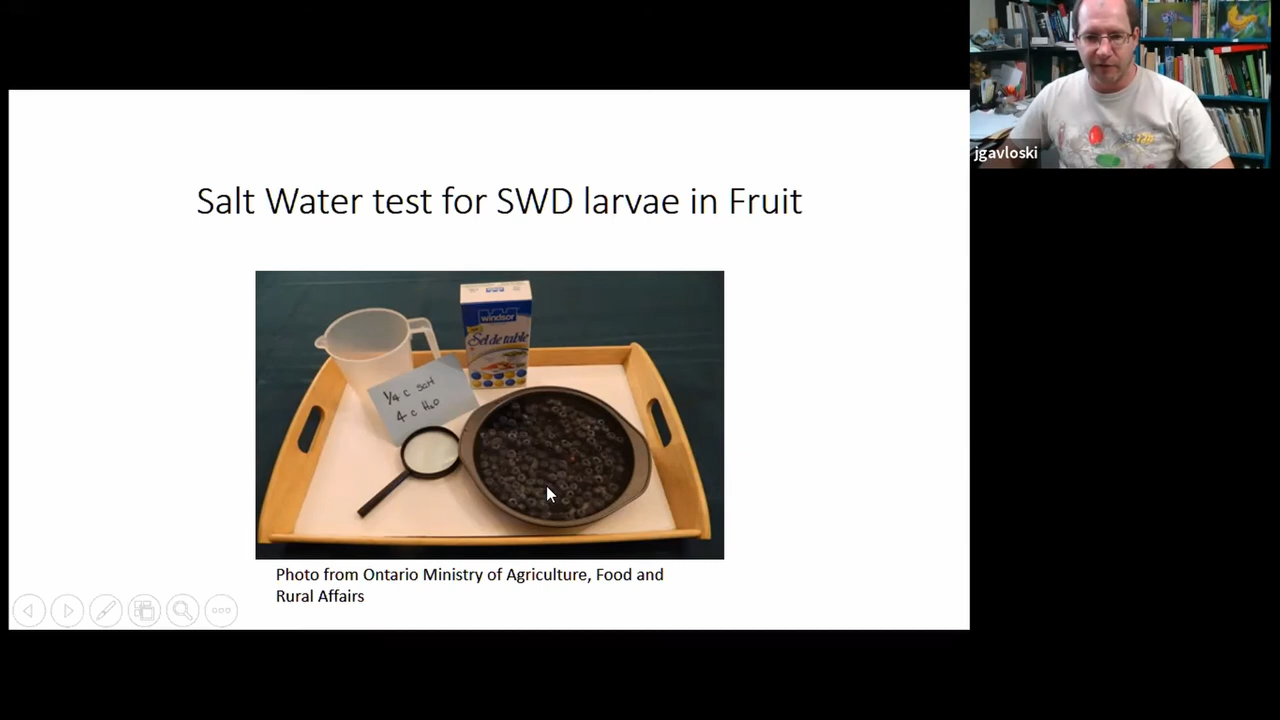 jgavloski
Salt Water test for SWD larvae in Fruit
windsor
Sel de table
1/4 c salt
4 c H₂O
Photo from Ontario Ministry of Agriculture, Food and
Rural Affairs